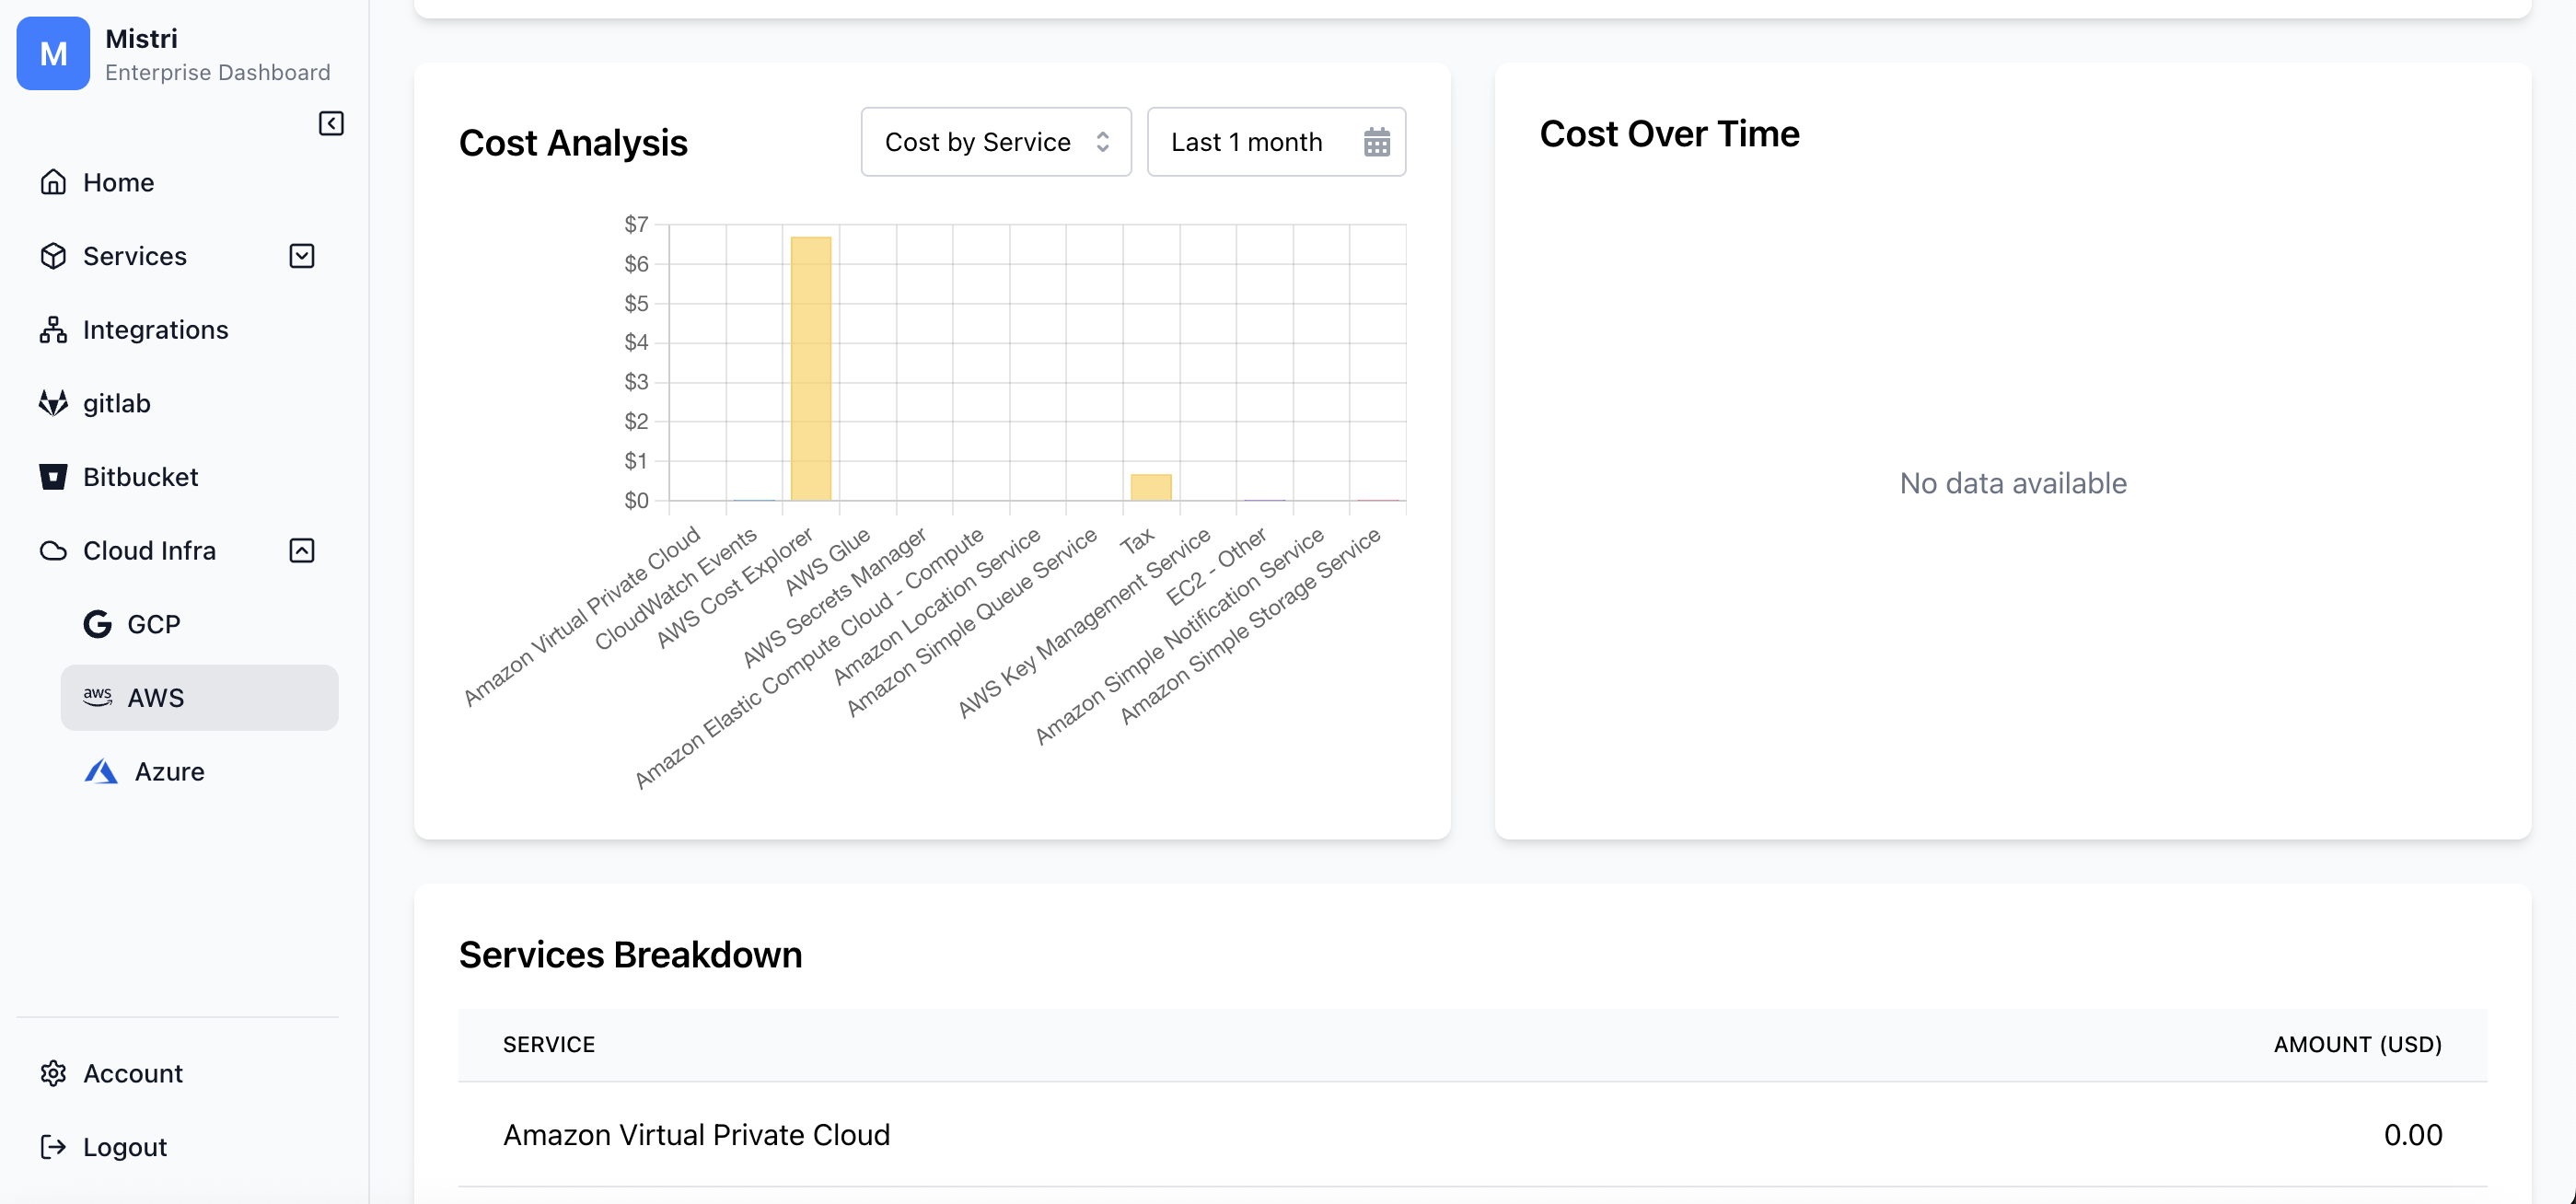 M
Mistri
Enterprise Dashboard
Home
Services
Integrations
gitlab
Bitbucket
Cloud Infra
GCP
aws AWS
Azure
Account
Logout
Cost Analysis
Cost by Service
Last 1 month
$7
$6
$5
$4
$3
$2
$1
$0
Amazon Virtual Private Cloud
CloudWatch Events
AWS Cost Explorer
AWS Glue
AWS Secrets Manager
Amazon Elastic Compute Cloud - Compute
Amazon Location Service
Amazon Simple Queue Service
Tax
AWS Key Management Service
EC2 - Other
Amazon Simple Notification Service
Amazon Simple Storage Service
Cost Over Time
No data available
Services Breakdown
SERVICE AMOUNT (USD)
Amazon Virtual Private Cloud 0.00